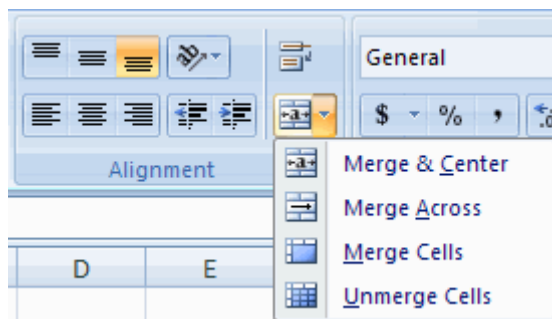 General
$ % ,
Alignment
Merge & Center
Merge Across
Merge Cells
Unmerge Cells
D E